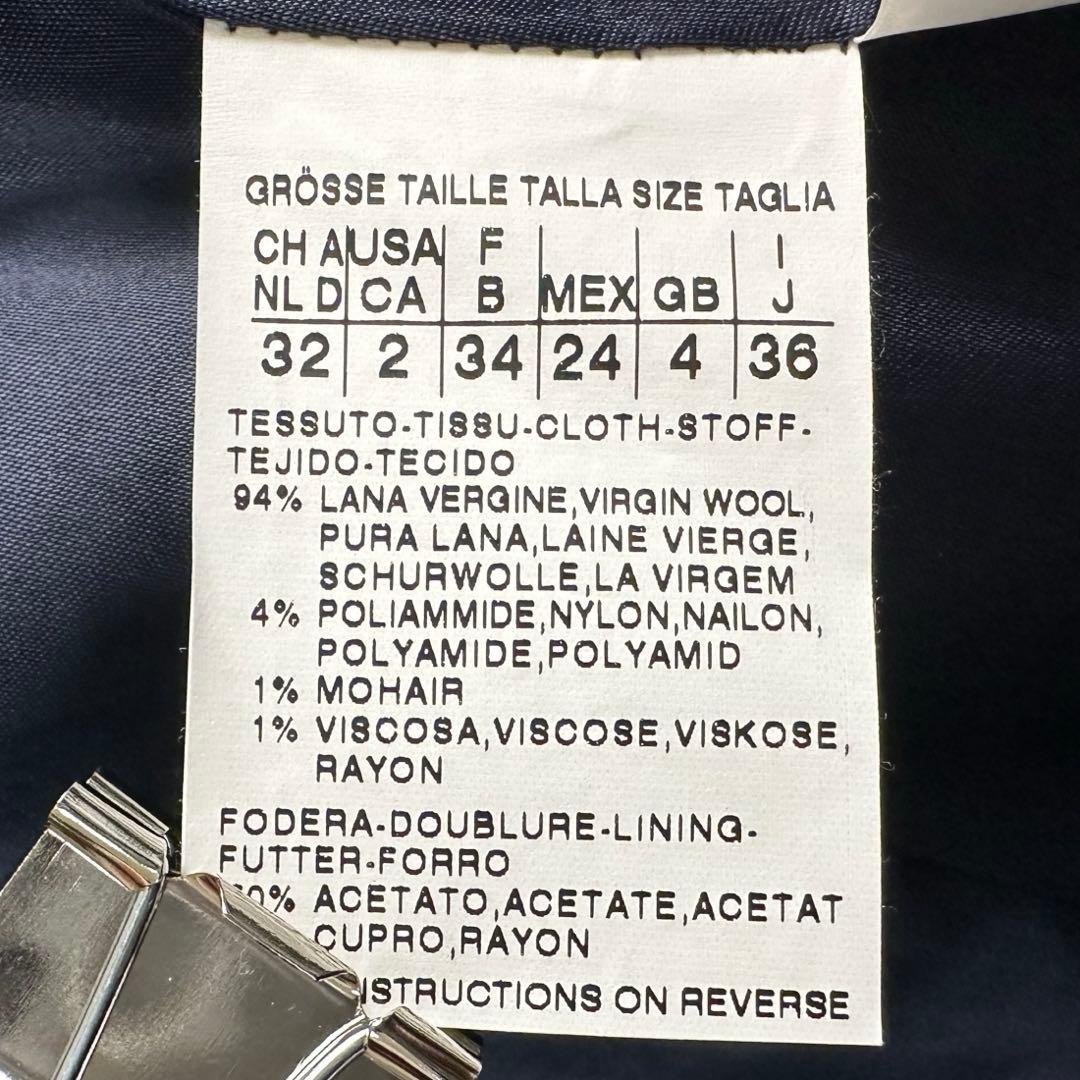 GRÖSSE TAILLE TALLA SIZE TAGLIA
CH A USA F I
NL D CA B MEX GB J
32 2 34 24 4 36
TESSUTO-TISSU-CLOTH-STOFF-
TEJIDO-TECIDO
94% LANA VERGINE,VIRGIN WOOL,
PURA LANA,LAINE VIERGE,
SCHURWOLLE,LA VIRGEM
4% POLIAMMIDE,NYLON,NAILON,
POLYAMIDE,POLYAMID
1% MOHAIR
1% VISCOSA,VISCOSE,VISKOSE,
RAYON
FODERA-DOUBLURE-LINING-
FUTTER-FORRO
ACETATO,ACETATE,ACETAT
CUPRO,RAYON
ON REVERSE